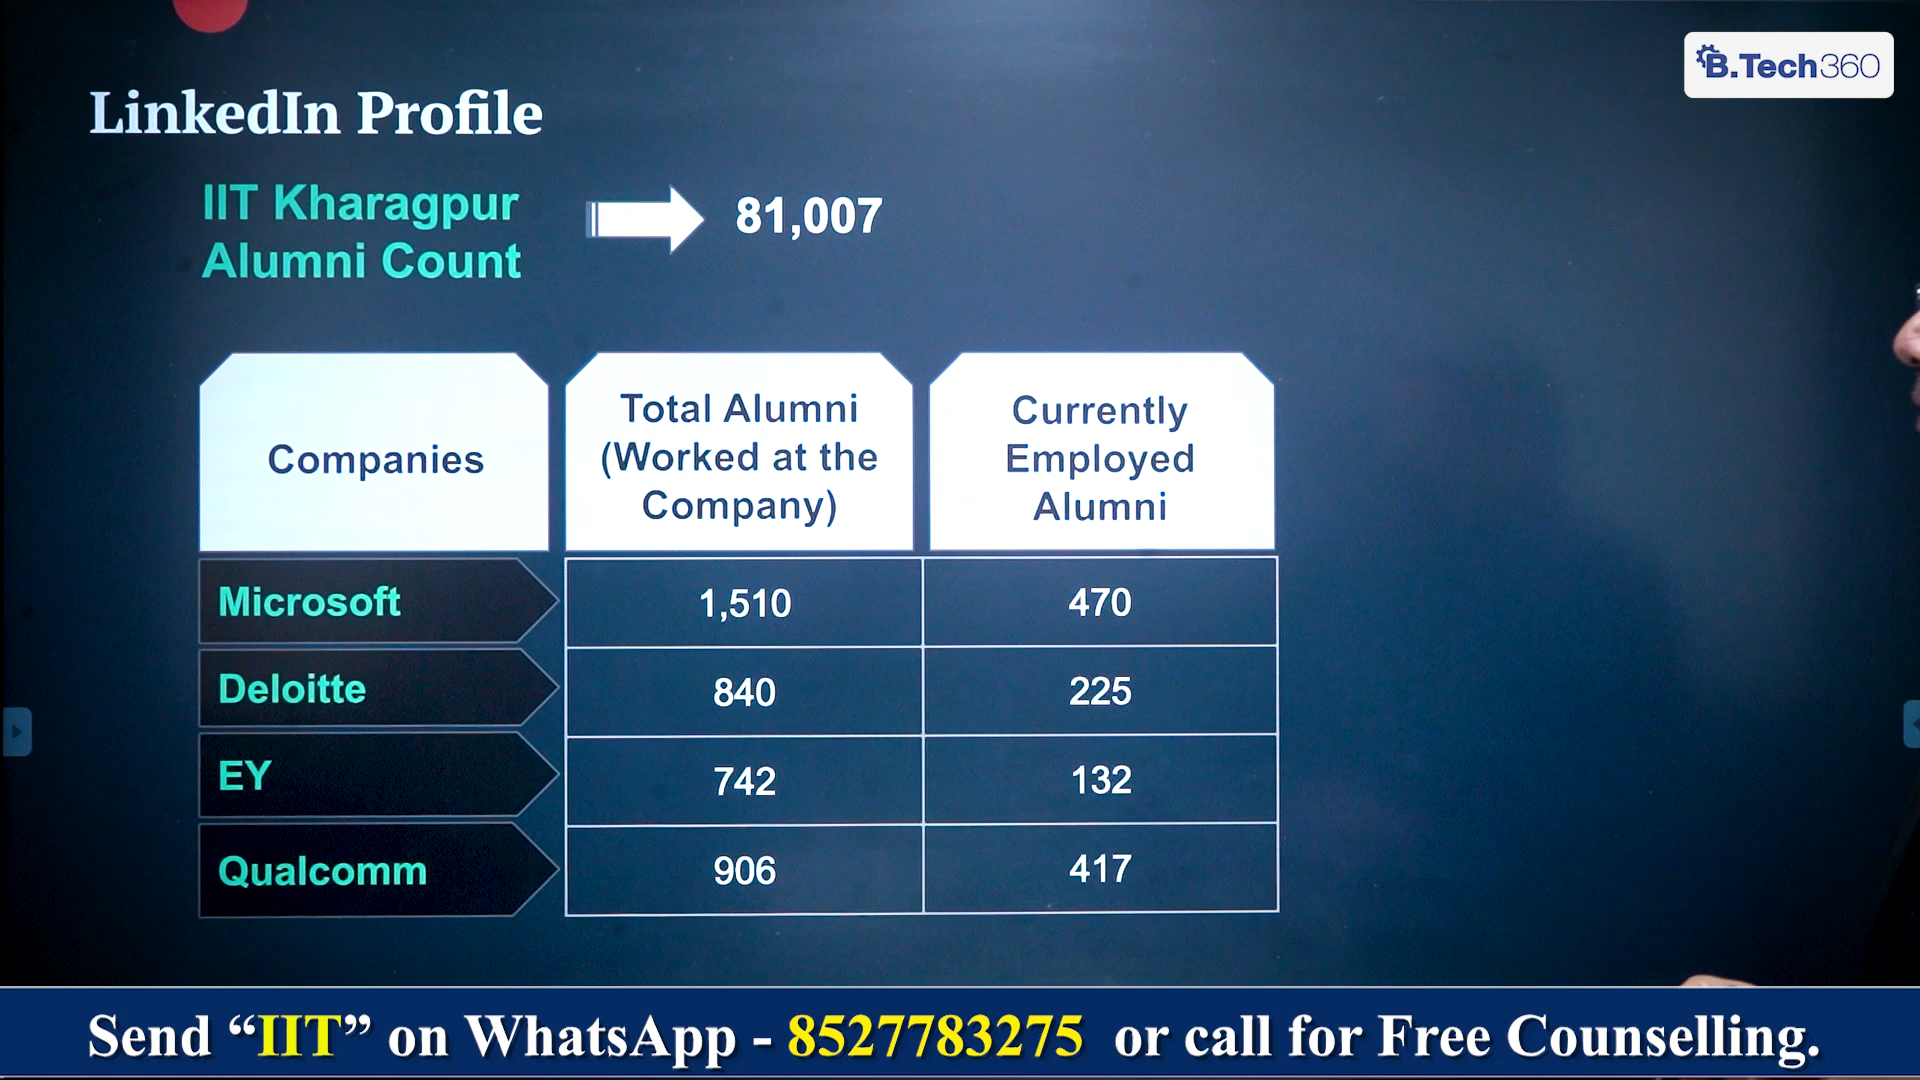 B.Tech360
LinkedIn Profile
IIT Kharagpur
Alumni Count
81,007
Companies
Total Alumni
(Worked at the
Company)
Currently
Employed
Alumni
Microsoft 1,510 470
Deloitte 840 225
EY 742 132
Qualcomm 906 417
Send “IIT” on WhatsApp - 8527783275 or call for Free Counselling.